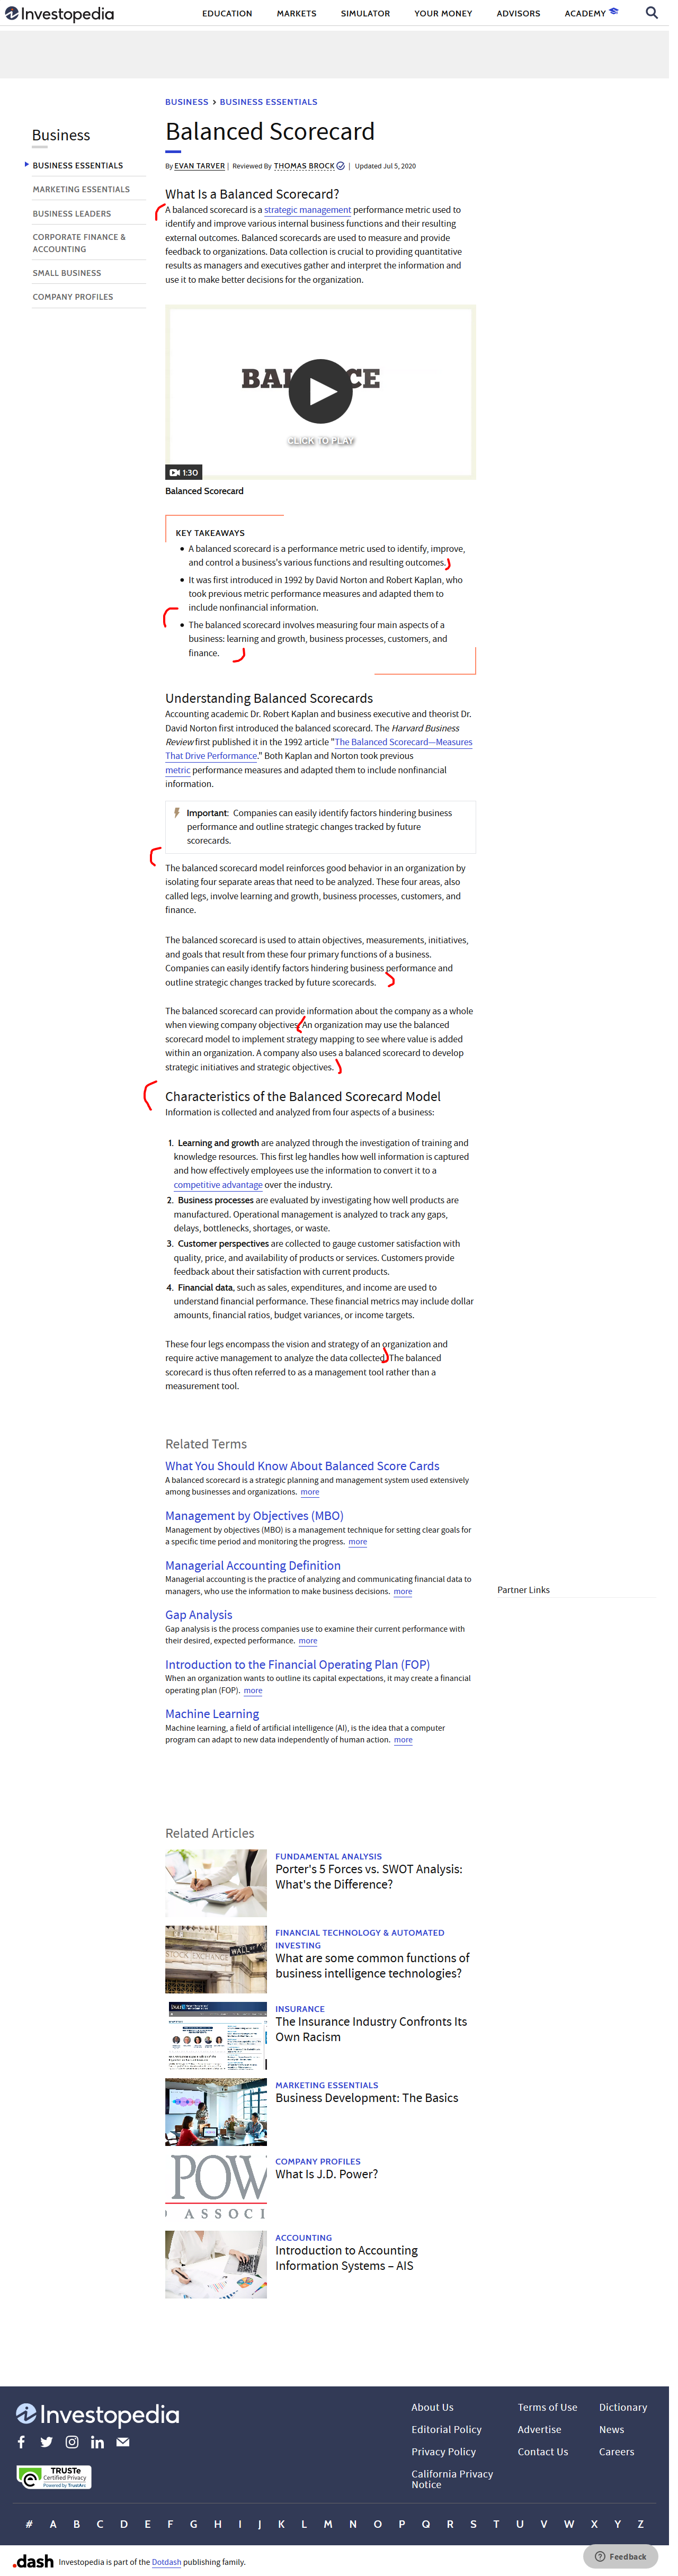 Investopedia
EDUCATION MARKETS SIMULATOR YOUR MONEY ADVISORS ACADEMY
BUSINESS > BUSINESS ESSENTIALS
Business
BUSINESS ESSENTIALS
MARKETING ESSENTIALS
BUSINESS LEADERS
CORPORATE FINANCE &
ACCOUNTING
SMALL BUSINESS
COMPANY PROFILES
Balanced Scorecard
By EVAN TARVER | Reviewed By THOMAS BROCK | Updated Jul 5, 2020
What Is a Balanced Scorecard?
A balanced scorecard is a strategic management performance metric used to
identify and improve various internal business functions and their resulting
external outcomes. Balanced scorecards are used to measure and provide
feedback to organizations. Data collection is crucial to providing quantitative
results as managers and executives gather and interpret the information and
use it to make better decisions for the organization.
CLICK TO PLAY
1:30
Balanced Scorecard
KEY TAKEAWAYS
• A balanced scorecard is a performance metric used to identify, improve,
and control a business's various functions and resulting outcomes.
• It was first introduced in 1992 by David Norton and Robert Kaplan, who
took previous metric performance measures and adapted them to
include nonfinancial information.
• The balanced scorecard involves measuring four main aspects of a
business: learning and growth, business processes, customers, and
finance.
Understanding Balanced Scorecards
Accounting academic Dr. Robert Kaplan and business executive and theorist Dr.
David Norton first introduced the balanced scorecard. The Harvard Business
Review first published it in the 1992 article "The Balanced Scorecard—Measures
That Drive Performance." Both Kaplan and Norton took previous
metric performance measures and adapted them to include nonfinancial
information.
Important: Companies can easily identify factors hindering business
performance and outline strategic changes tracked by future
scorecards.
The balanced scorecard model reinforces good behavior in an organization by
isolating four separate areas that need to be analyzed. These four areas, also
called legs, involve learning and growth, business processes, customers, and
finance.
The balanced scorecard is used to attain objectives, measurements, initiatives,
and goals that result from these four primary functions of a business.
Companies can easily identify factors hindering business performance and
outline strategic changes tracked by future scorecards.
The balanced scorecard can provide information about the company as a whole
when viewing company objectives. An organization may use the balanced
scorecard model to implement strategy mapping to see where value is added
within an organization. A company also uses a balanced scorecard to develop
strategic initiatives and strategic objectives.
Characteristics of the Balanced Scorecard Model
Information is collected and analyzed from four aspects of a business:
1. Learning and growth are analyzed through the investigation of training and
knowledge resources. This first leg handles how well information is captured
and how effectively employees use the information to convert it to a
competitive advantage over the industry.
2. Business processes are evaluated by investigating how well products are
manufactured. Operational management is analyzed to track any gaps,
delays, bottlenecks, shortages, or waste.
3. Customer perspectives are collected to gauge customer satisfaction with
quality, price, and availability of products or services. Customers provide
feedback about their satisfaction with current products.
4. Financial data, such as sales, expenditures, and income are used to
understand financial performance. These financial metrics may include dollar
amounts, financial ratios, budget variances, or income targets.
These four legs encompass the vision and strategy of an organization and
require active management to analyze the data collected. The balanced
scorecard is thus often referred to as a management tool rather than a
measurement tool.
Related Terms
What You Should Know About Balanced Score Cards
A balanced scorecard is a strategic planning and management system used extensively
among businesses and organizations. more
Management by Objectives (MBO)
Management by objectives (MBO) is a management technique for setting clear goals for
a specific time period and monitoring the progress. more
Managerial Accounting Definition
Managerial accounting is the practice of analyzing and communicating financial data to
managers, who use the information to make business decisions. more
Gap Analysis
Gap analysis is the process companies use to examine their current performance with
their desired, expected performance. more
Introduction to the Financial Operating Plan (FOP)
When an organization wants to outline its capital expectations, it may create a financial
operating plan (FOP). more
Machine Learning
Machine learning, a field of artificial intelligence (AI), is the idea that a computer
program can adapt to new data independently of human action. more
Partner Links
Related Articles
FUNDAMENTAL ANALYSIS
Porter's 5 Forces vs. SWOT Analysis:
What's the Difference?
STOCK EXCHANGE
WALL
FINANCIAL TECHNOLOGY & AUTOMATED
INVESTING
What are some common functions of
business intelligence technologies?
INSURANCE
The Insurance Industry Confronts Its
Own Racism
MARKETING ESSENTIALS
Business Development: The Basics
POW
ASSOCI
COMPANY PROFILES
What Is J.D. Power?
ACCOUNTING
Introduction to Accounting
Information Systems – AIS
Investopedia
TRUSTe
Certified Privacy
Powered by TrustArc
About Us Terms of Use Dictionary
Editorial Policy Advertise News
Privacy Policy Contact Us Careers
California Privacy
Notice
# A B C D E F G H I J K L M N O P Q R S T U V W X Y Z
.dash Investopedia is part of the Dotdash publishing family.
Feedback